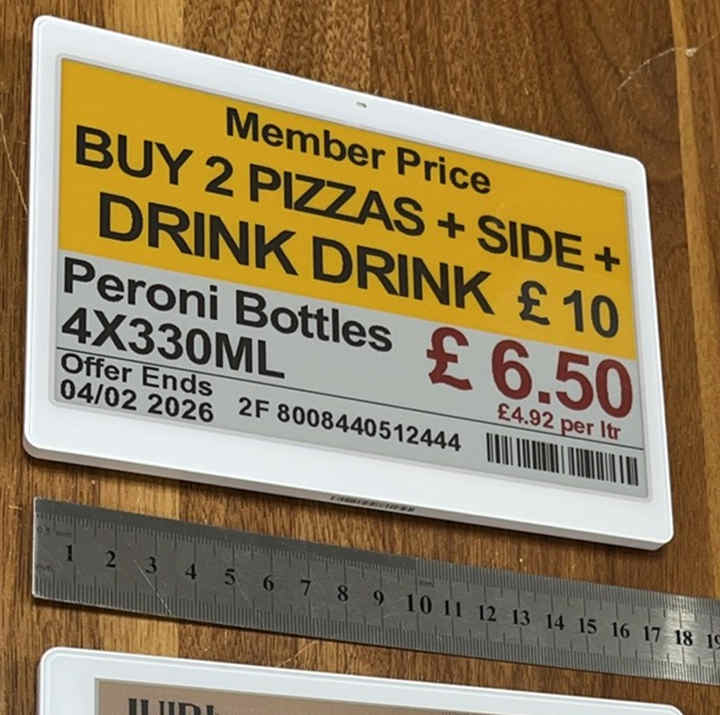 Member Price
BUY 2 PIZZAS + SIDE +
DRINK DRINK £ 10
Peroni Bottles
4X330ML
£ 6.50
£4.92 per ltr
Offer Ends
04/02 2026
2F 8008440512444
1 2 3 4 5 6 7 8 9 10 11 12 13 14 15 16 17 18 19